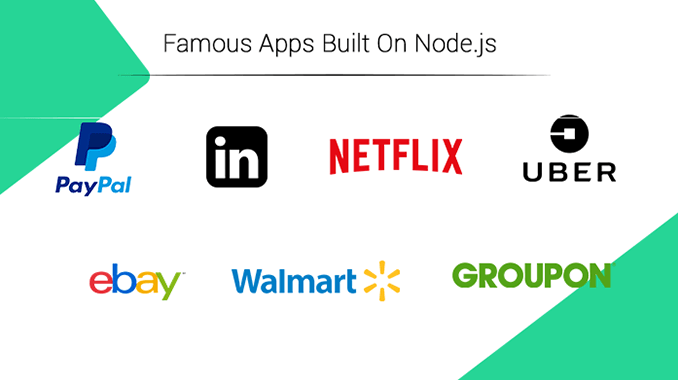 Famous Apps Built On Node.js
PayPal
in
NETFLIX
UBER
ebay
Walmart
GROUPON